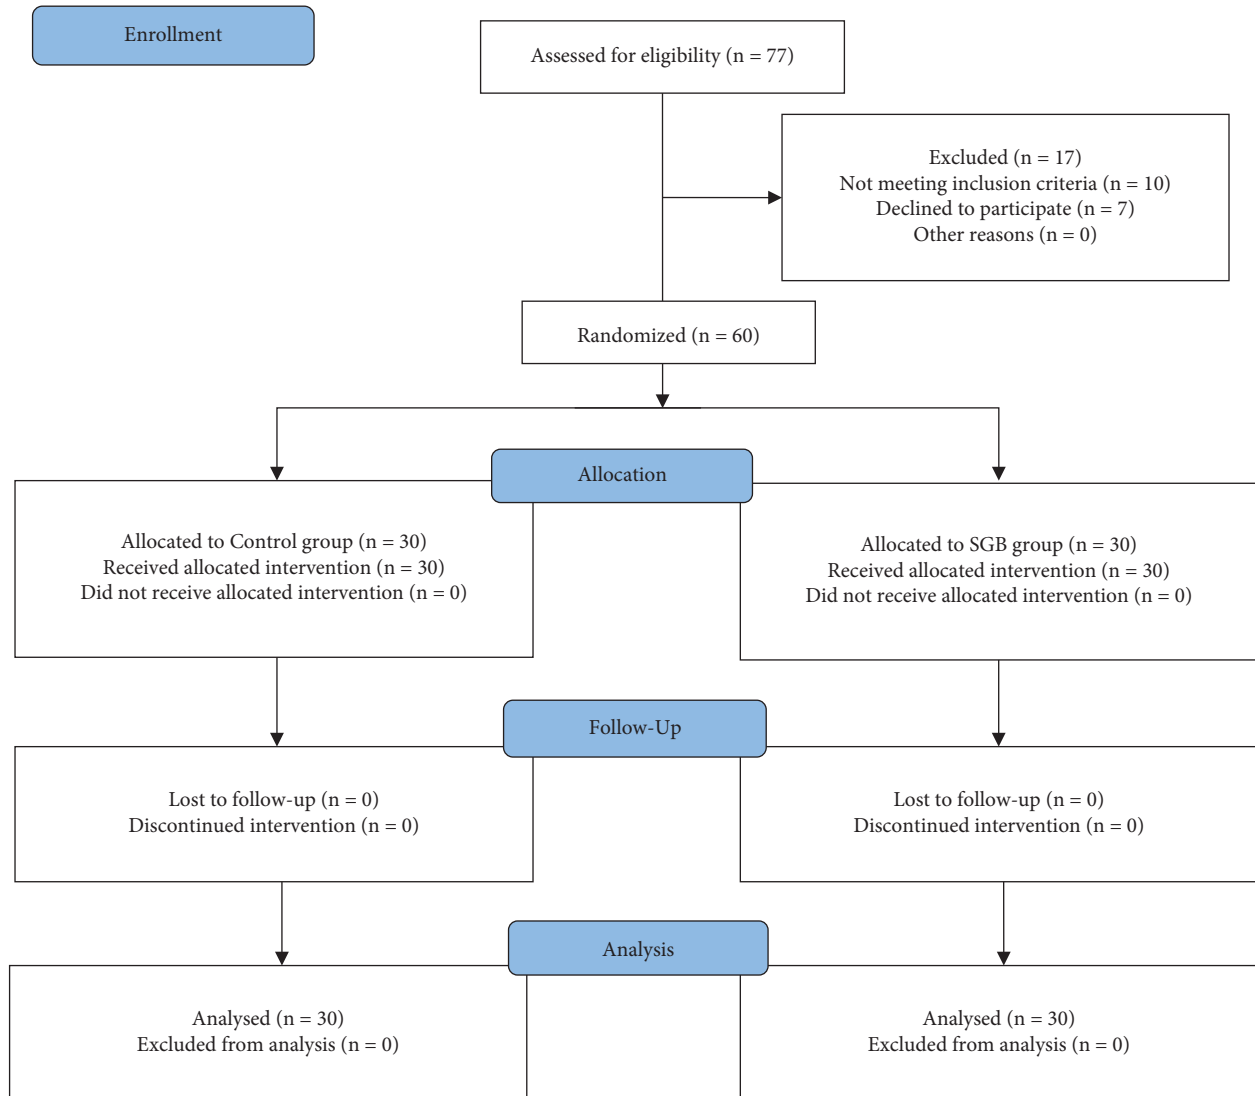 Enrollment
Assessed for eligibility (n = 77)
Excluded (n = 17)
Not meeting inclusion criteria (n = 10)
Declined to participate (n = 7)
Other reasons (n = 0)
Randomized (n = 60)
Allocation
Allocated to Control group (n = 30)
Received allocated intervention (n = 30)
Did not receive allocated intervention (n = 0)
Allocated to SGB group (n = 30)
Received allocated intervention (n = 30)
Did not receive allocated intervention (n = 0)
Follow-Up
Lost to follow-up (n = 0)
Discontinued intervention (n = 0)
Lost to follow-up (n = 0)
Discontinued intervention (n = 0)
Analysis
Analysed (n = 30)
Excluded from analysis (n = 0)
Analysed (n = 30)
Excluded from analysis (n = 0)